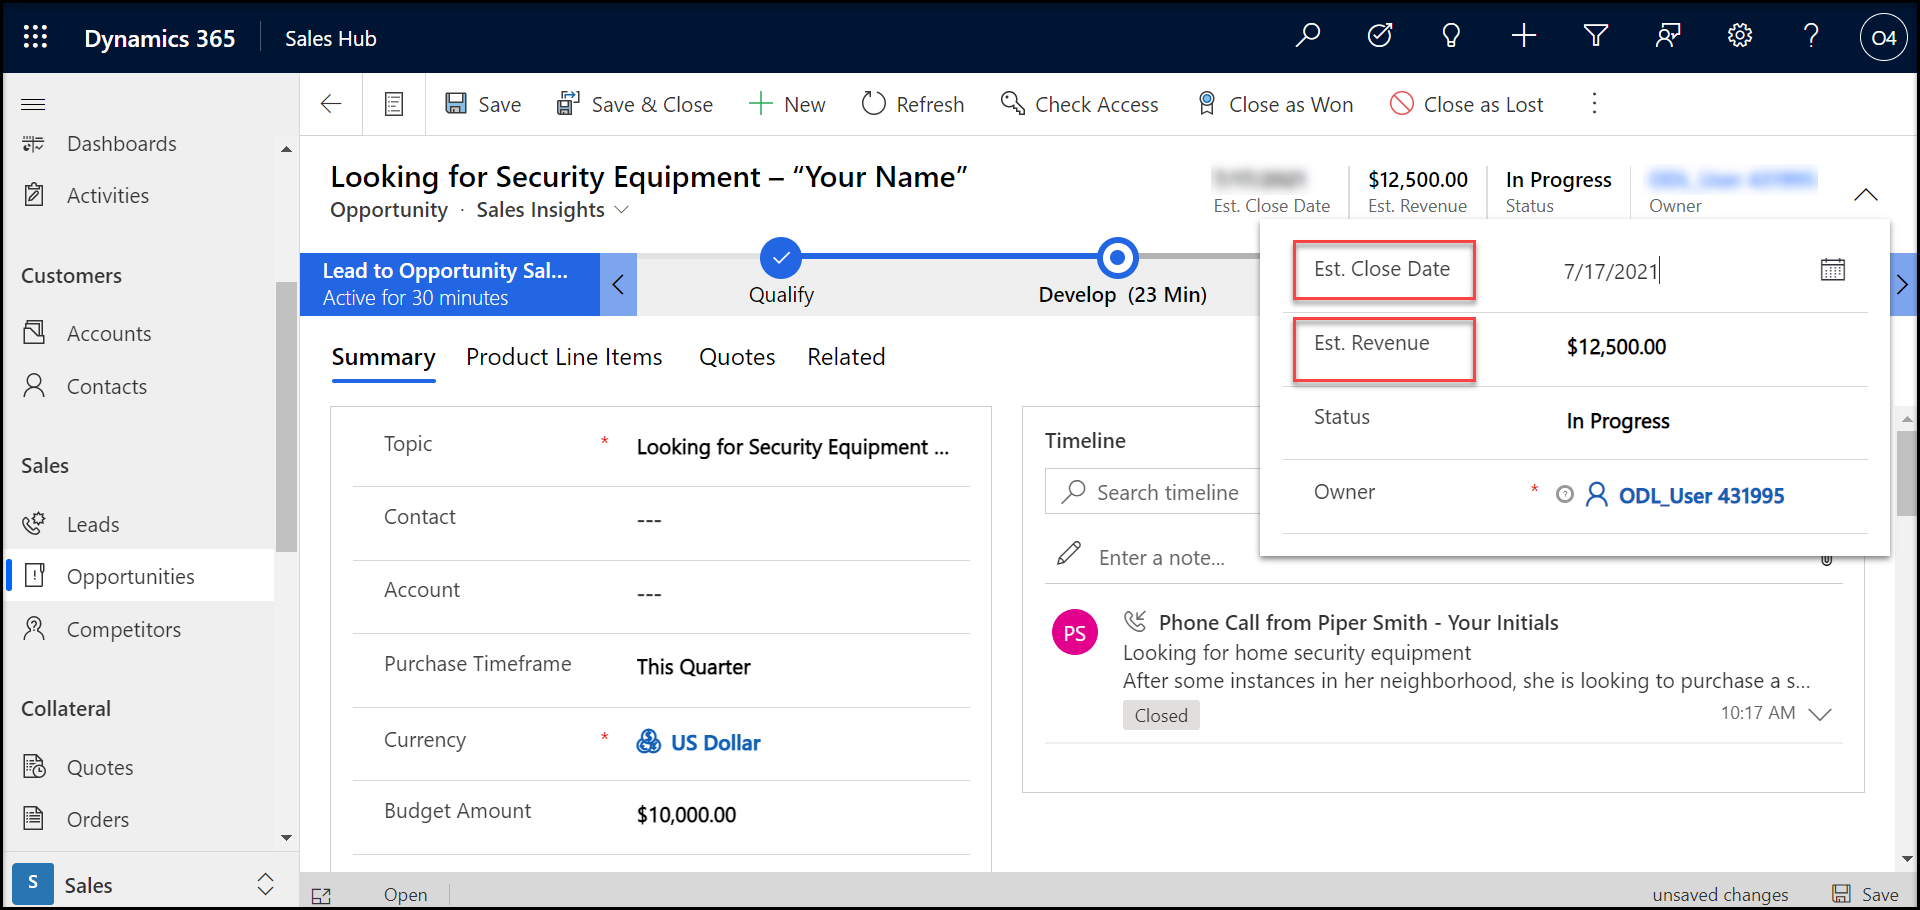 Dynamics 365 Sales Hub O4
Save Save & Close New Refresh Check Access Close as Won Close as Lost
Dashboards
Activities
Customers
Accounts
Contacts
Sales
Leads
Opportunities
Competitors
Collateral
Quotes
Orders
S Sales
Looking for Security Equipment – “Your Name”
Opportunity · Sales Insights
Est. Close Date
$12,500.00
Est. Revenue
In Progress
Status
Owner
Lead to Opportunity Sal...
Active for 30 minutes
Qualify
Develop (23 Min)
Est. Close Date 7/17/2021
Est. Revenue $12,500.00
Status In Progress
Owner * ODL_User 431995
Summary Product Line Items Quotes Related
Topic * Looking for Security Equipment ...
Contact ---
Account ---
Purchase Timeframe This Quarter
Currency * US Dollar
Budget Amount $10,000.00
Timeline
Search timeline
Enter a note...
PS Phone Call from Piper Smith - Your Initials
Looking for home security equipment
After some instances in her neighborhood, she is looking to purchase a s...
Closed 10:17 AM
Open unsaved changes Save